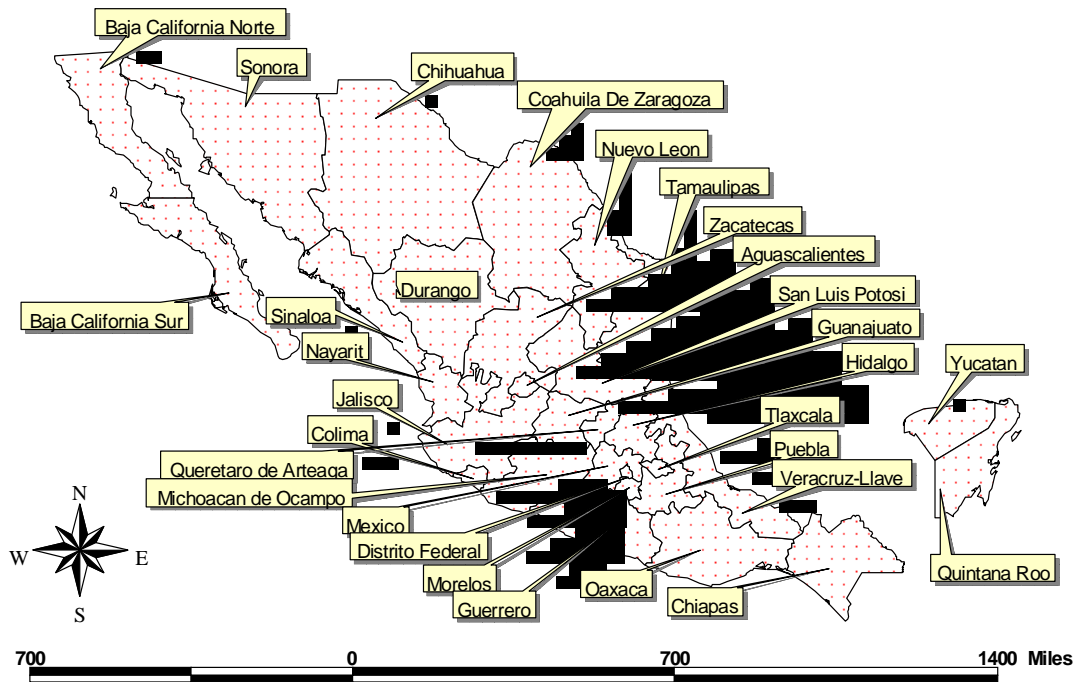 Baja California Norte
Sonora
Chihuahua
Coahuila De Zaragoza
Nuevo Leon
Tamaulipas
Zacatecas
Aguascalientes
San Luis Potosi
Guanajuato
Hidalgo
Yucatan
Durango
Sinaloa
Baja California Sur
Nayarit
Jalisco
Colima
Tlaxcala
Puebla
Veracruz-Llave
Queretaro de Arteaga
Michoacan de Ocampo
Mexico
Distrito Federal
Morelos
Guerrero
Oaxaca
Chiapas
Quintana Roo
N
W E
S
700 0 700 1400 Miles